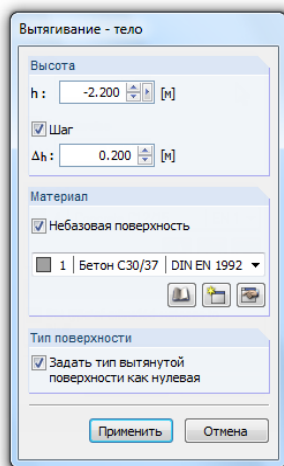 Вытягивание - тело
Высота
h: -2.200 [м]
Шаг
Δh: 0.200 [м]
Материал
Небазовая поверхность
1 Бетон C30/37 DIN EN 1992
Тип поверхности
Задать тип вытянутой
поверхности как нулевая
Применить Отмена